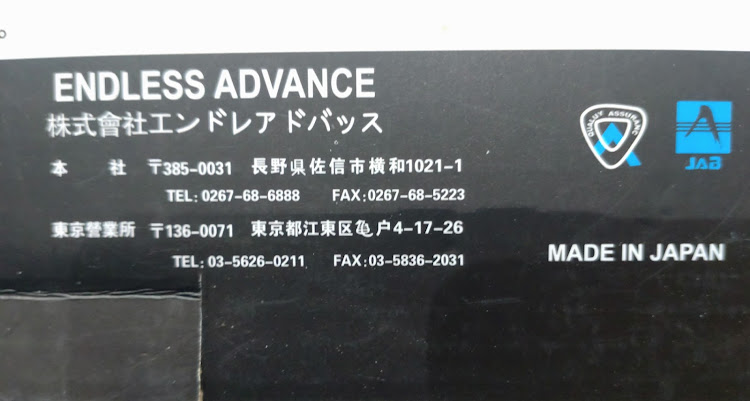 ENDLESS ADVANCE
株式會社エンドレアドバッス
本 社 〒385-0031 長野県佐信市横和1021-1
TEL: 0267-68-6888 FAX:0267-68-5223
東京営業所 〒136-0071 東京都江東区亀戸4-17-26
TEL: 03-5626-0211 FAX:03-5836-2031
QUALITY ASSURANC
JAƎ
MADE IN JAPAN